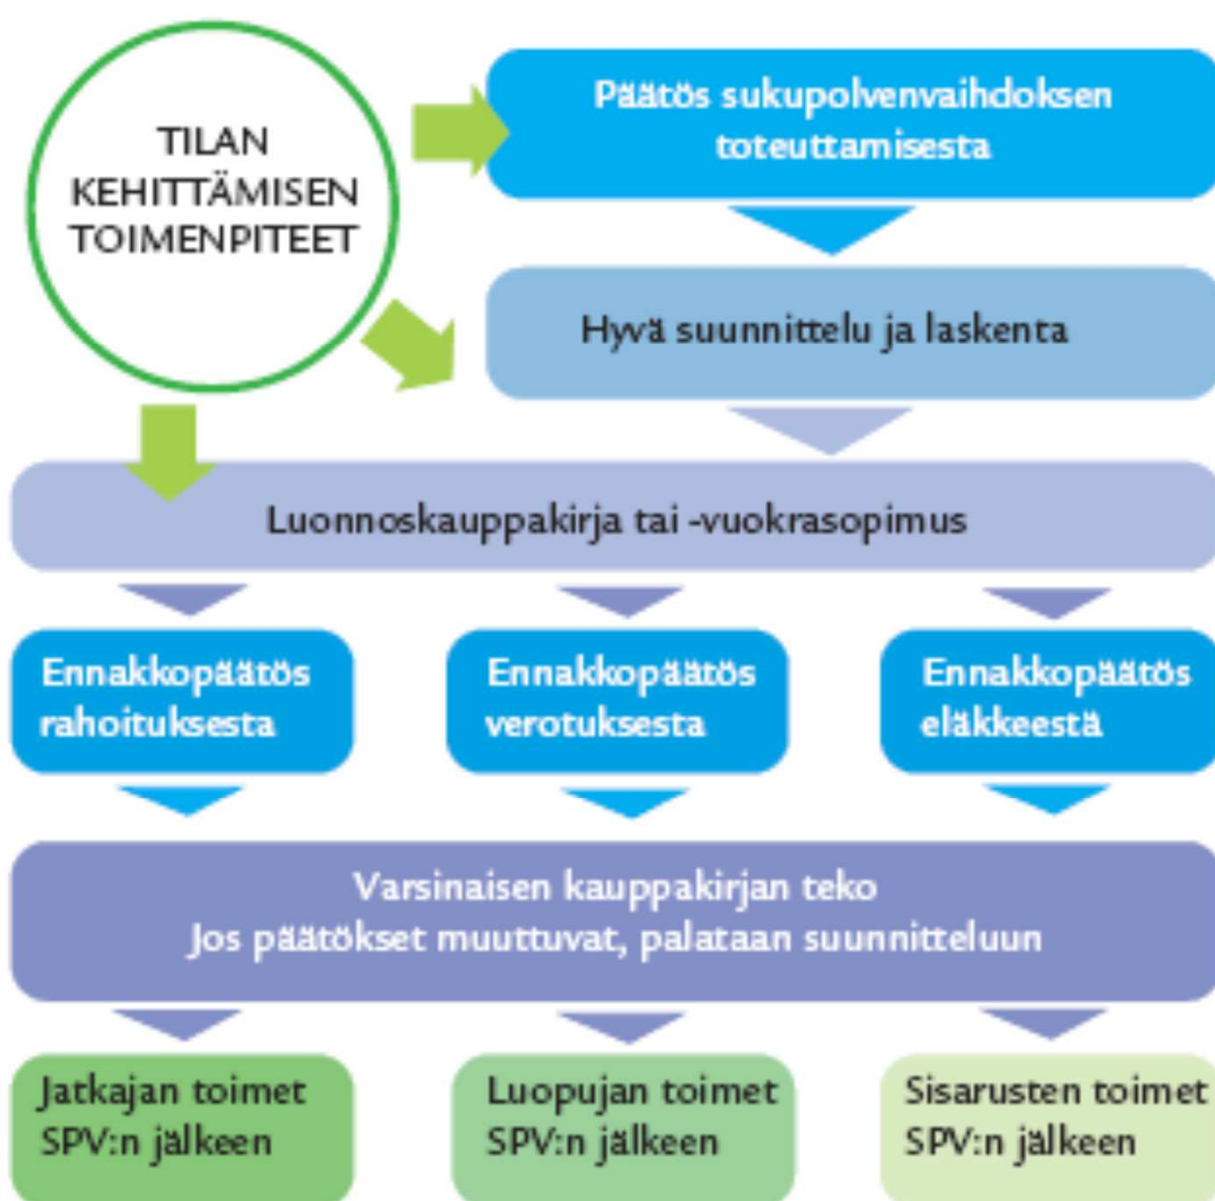 TILAN
KEHITTÄMISEN
TOIMENPITEET
Päätös sukupolvenvaihdoksen
toteuttamisesta
Hyvä suunnittelu ja laskenta
Luonnoskauppakirja tai -vuokrasopimus
Ennakkopäätös
rahoituksesta
Ennakkopäätös
verotuksesta
Ennakkopäätös
eläkkeestä
Varsinaisen kauppakirjan teko
Jos päätökset muuttuvat, palataan suunnitteluun
Jatkajan toimet
SPV:n jälkeen
Luopujan toimet
SPV:n jälkeen
Sisarusten toimet
SPV:n jälkeen